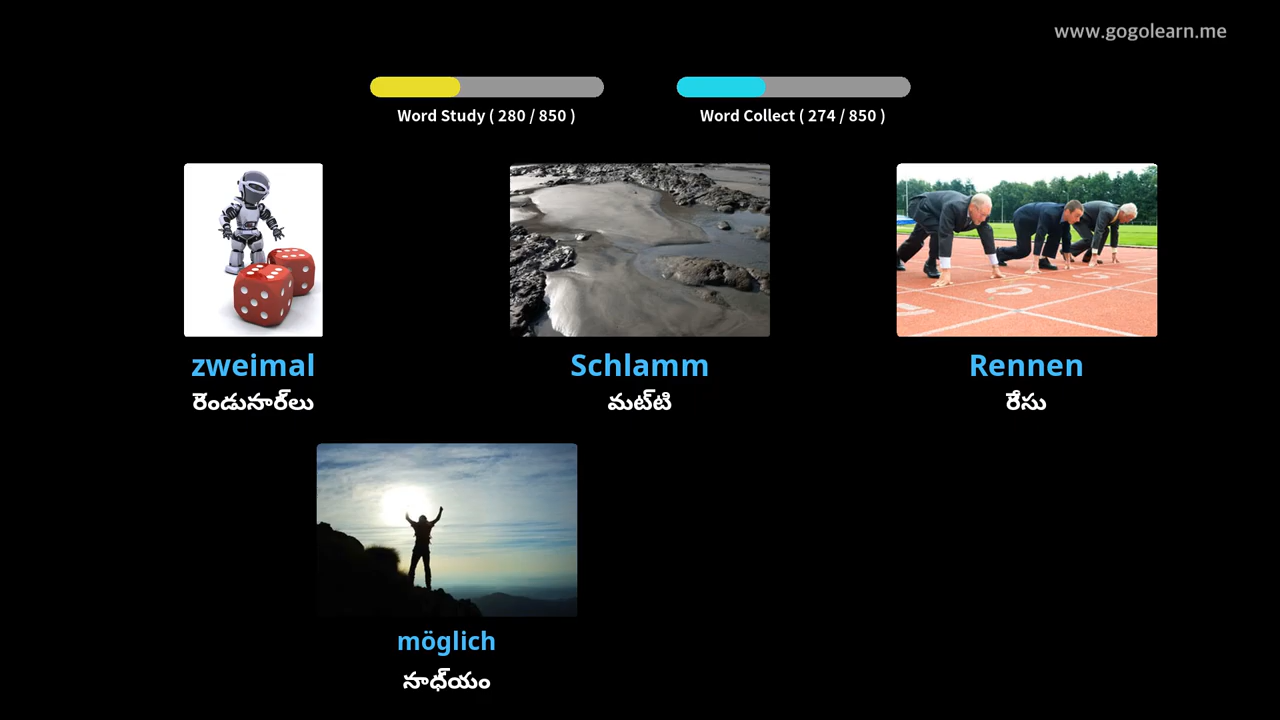 www.gogolearn.me
Word Study ( 280 / 850 )
Word Collect ( 274 / 850 )
zweimal
Schlamm
Rennen
రెండుసార్‌లు
మట్‌టి
రేసు
möglich
సాధ్‌యం